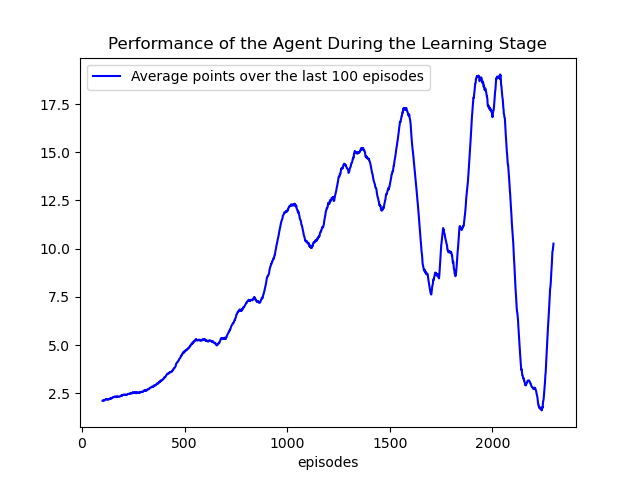 Performance of the Agent During the Learning Stage
Average points over the last 100 episodes
17.5
15.0
12.5
10.0
7.5
5.0
2.5
0 500 1000 1500 2000
episodes